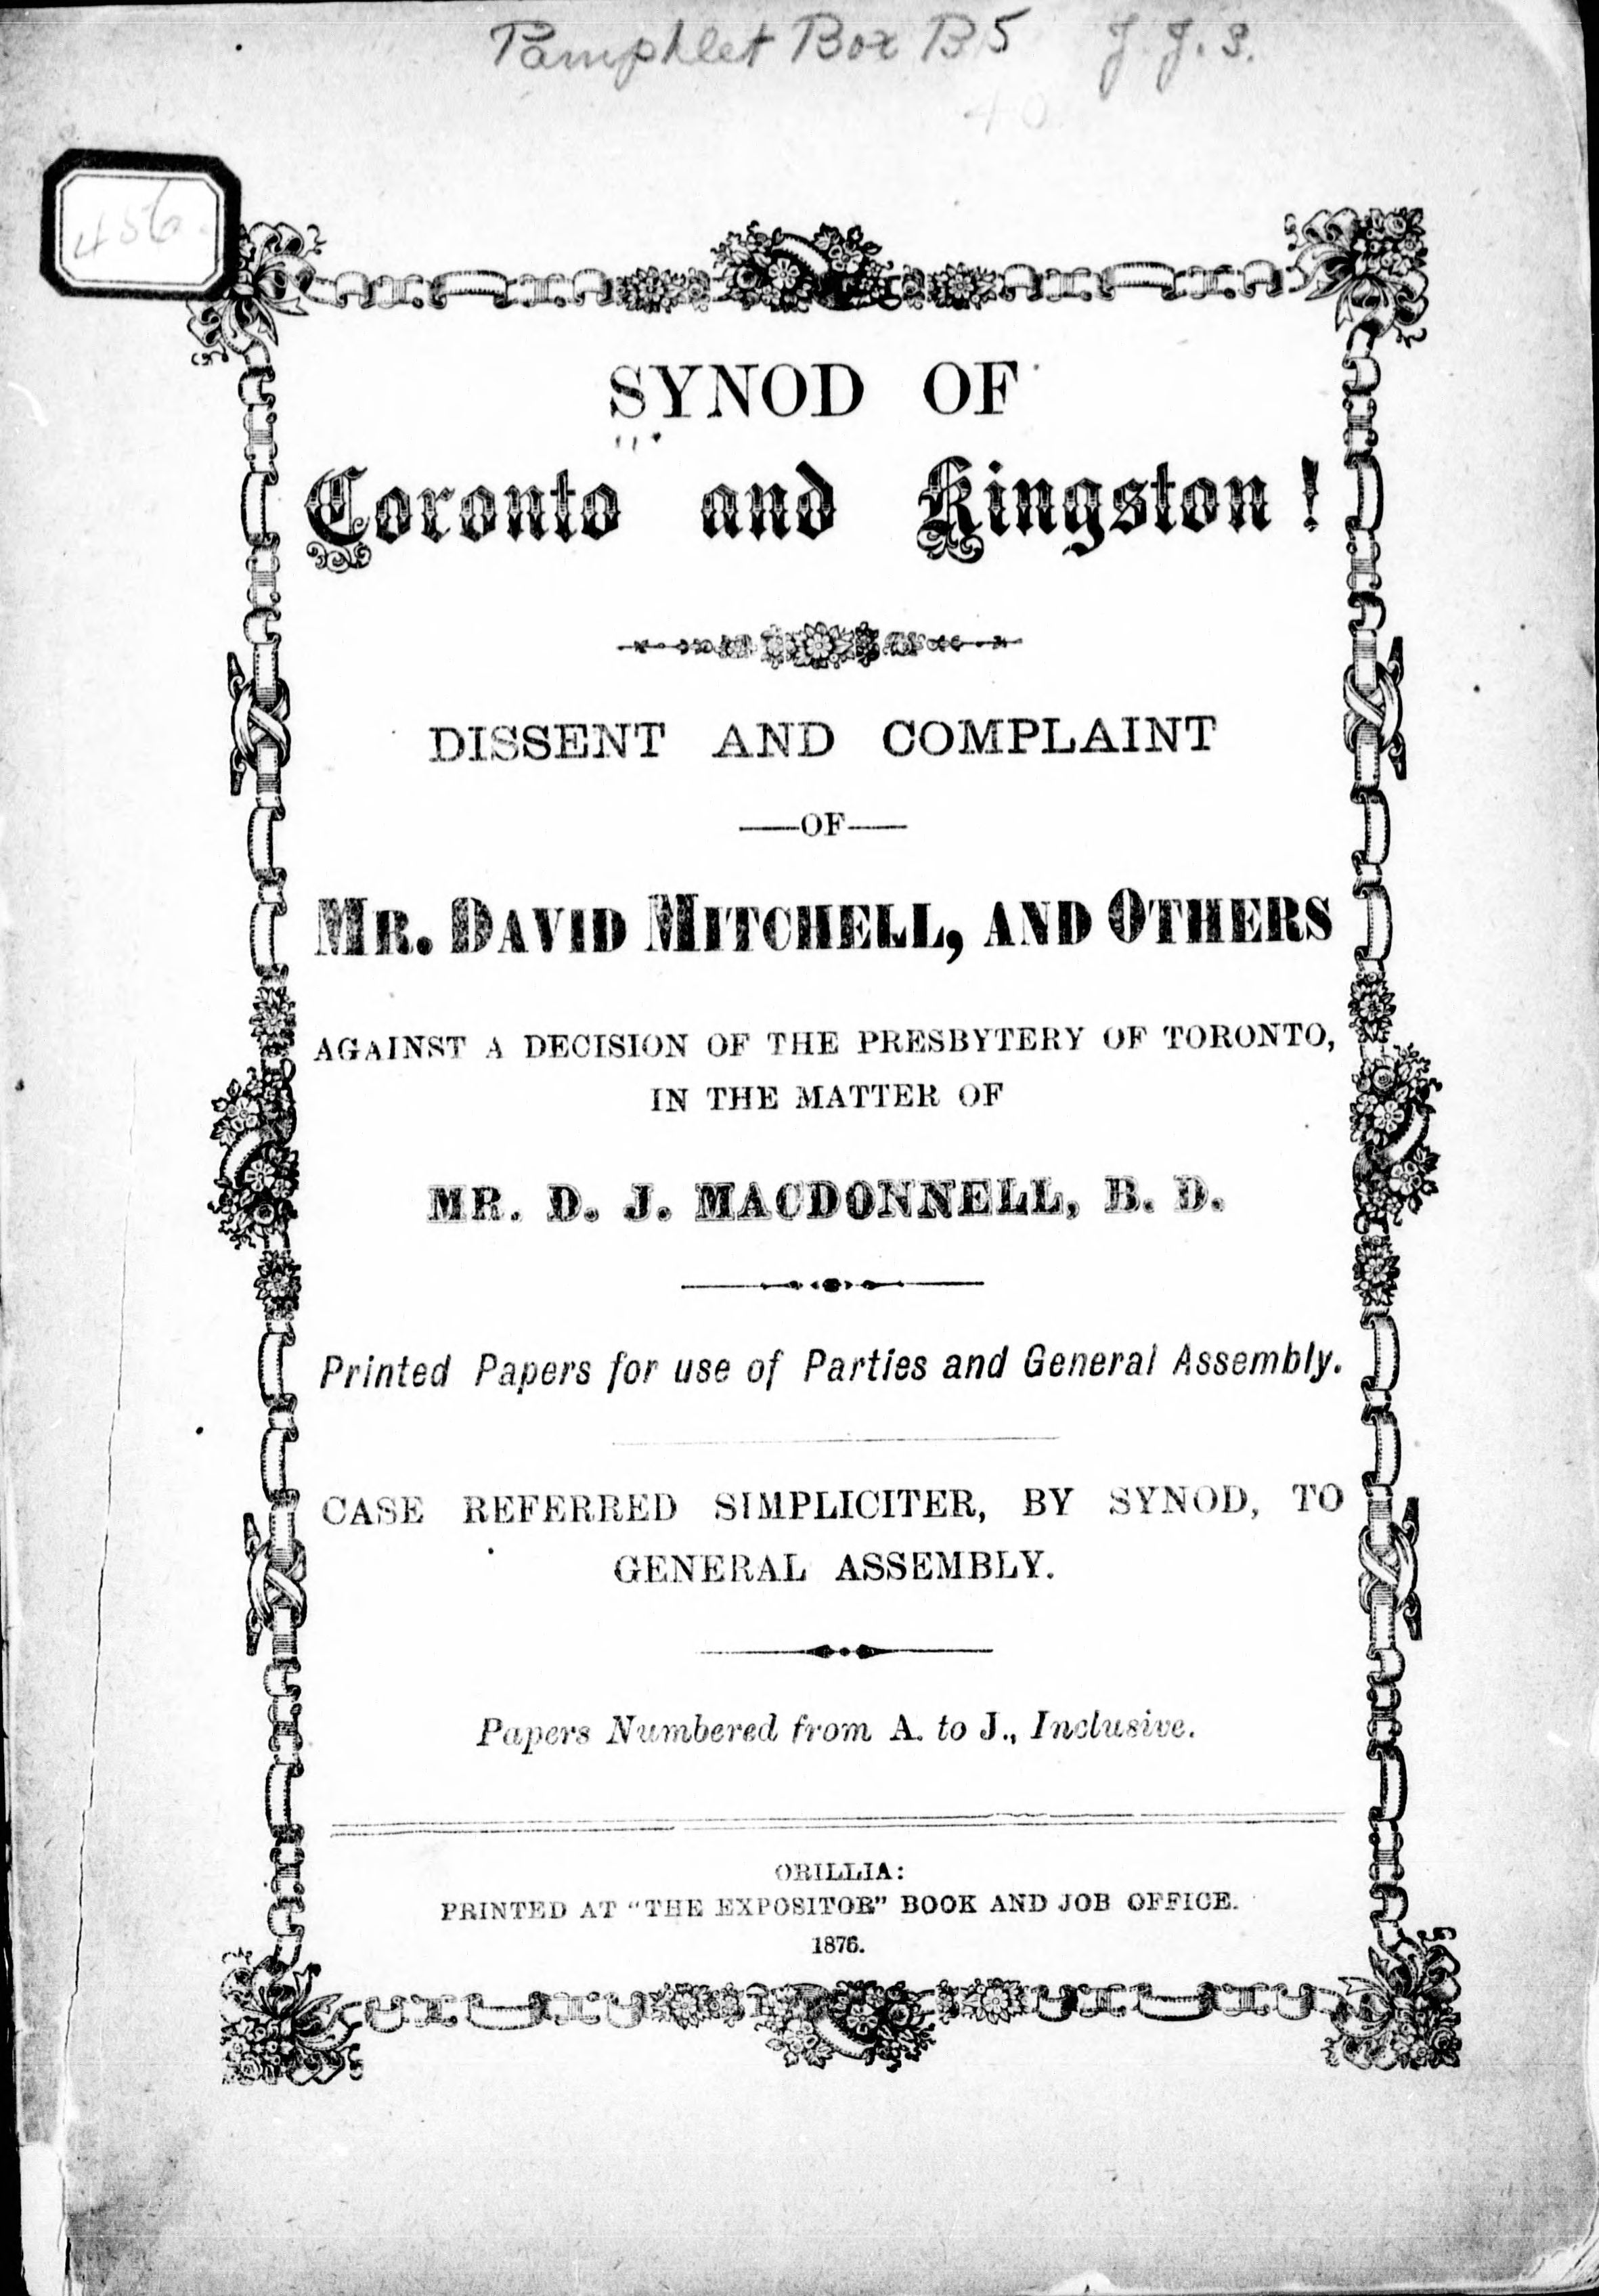 Pamphlet Box B5 J. J. S.
40
456.
SYNOD OF
Toronto and Kingston!
DISSENT AND COMPLAINT
—OF—
MR. DAVID MITCHELL, AND OTHERS
AGAINST A DECISION OF THE PRESBYTERY OF TORONTO,
IN THE MATTER OF
MR. D. J. MACDONNELL, B. D.
Printed Papers for use of Parties and General Assembly.
CASE REFERRED SIMPLICITER, BY SYNOD, TO
GENERAL ASSEMBLY.
Papers Numbered from A. to J., Inclusive.
ORILLIA:
PRINTED AT "THE EXPOSITOR" BOOK AND JOB OFFICE.
1876.